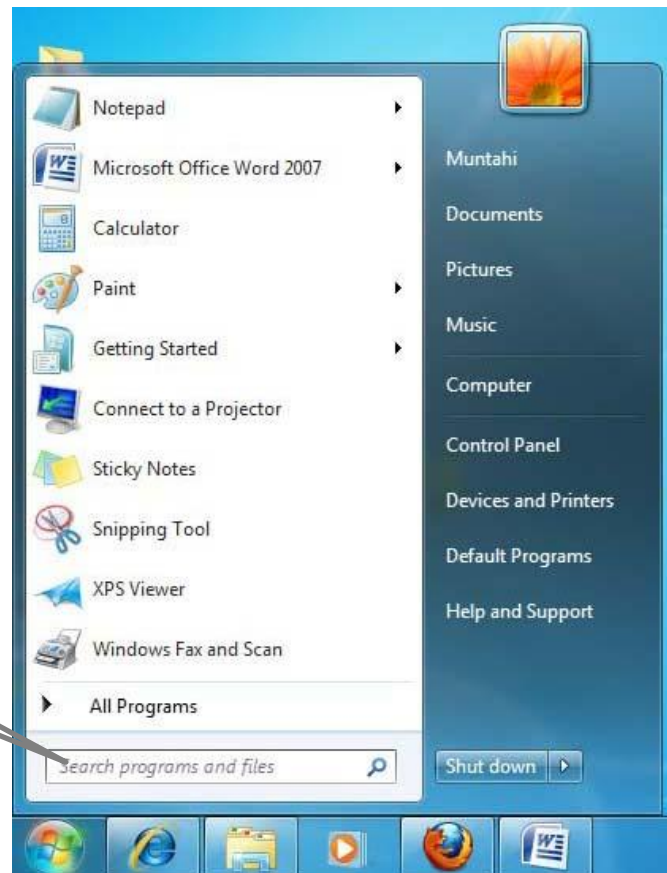 Notepad
Microsoft Office Word 2007
Calculator
Paint
Getting Started
Connect to a Projector
Sticky Notes
Snipping Tool
XPS Viewer
Windows Fax and Scan
All Programs
Search programs and files
Muntahi
Documents
Pictures
Music
Computer
Control Panel
Devices and Printers
Default Programs
Help and Support
Shut down